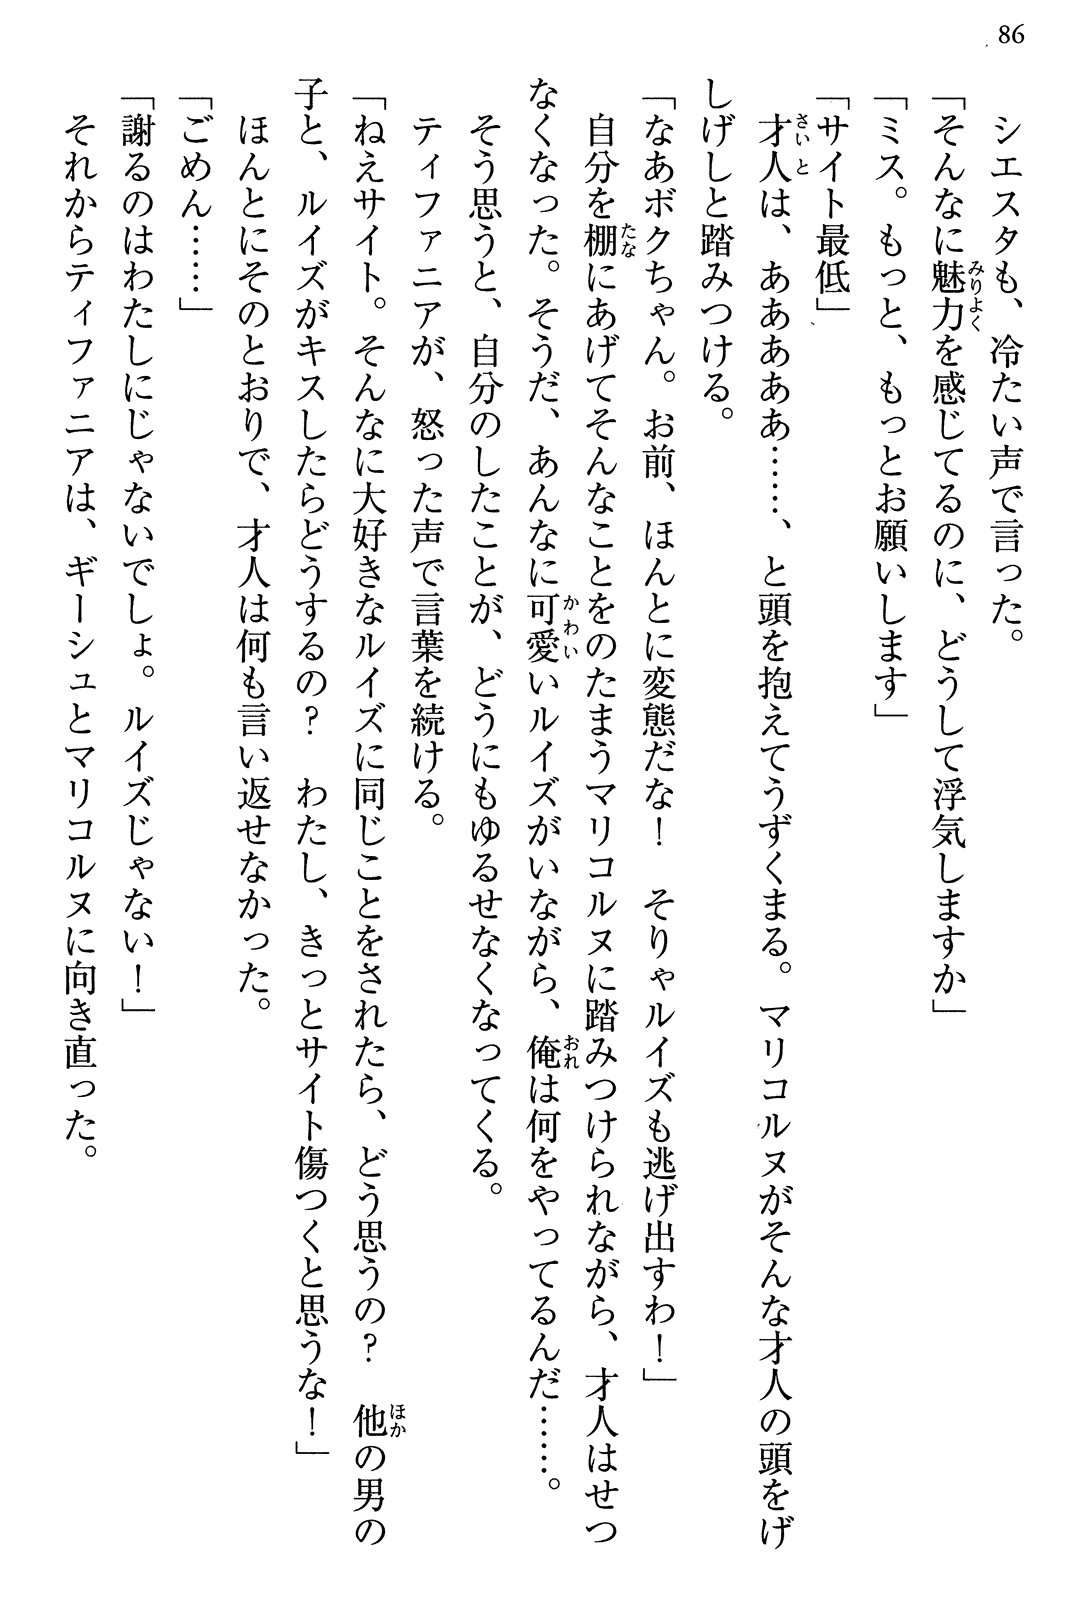 86
シエスタも、冷たい声で言った。
「そんなに魅力を感じてるのに、どうして浮気しますか」
「ミス。もっと、もっとお願いします」
「サイト最低」
才人は、ああああ……、と頭を抱えてうずくまる。マリコルヌがそんな才人の頭をげ
しげしと踏みつける。
「なあボクちゃん。お前、ほんとに変態だな！　そりゃルイズも逃げ出すわ！」
自分を棚にあげてそんなことをのたまうマリコルヌに踏みつけられながら、才人はせつ
なくなった。そうだ、あんなに可愛いルイズがいながら、俺は何をやってるんだ……。
そう思うと、自分のしたことが、どうにもゆるせなくなってくる。
ティファニアが、怒った声で言葉を続ける。
「ねえサイト。そんなに大好きなルイズに同じことをされたら、どう思うの？　他の男の
子と、ルイズがキスしたらどうするの？　わたし、きっとサイト傷つくと思うな！」
ほんとにそのとおりで、才人は何も言い返せなかった。
「ごめん……」
「謝るのはわたしにじゃないでしょ。ルイズじゃない！」
それからティファニアは、ギーシュとマリコルヌに向き直った。